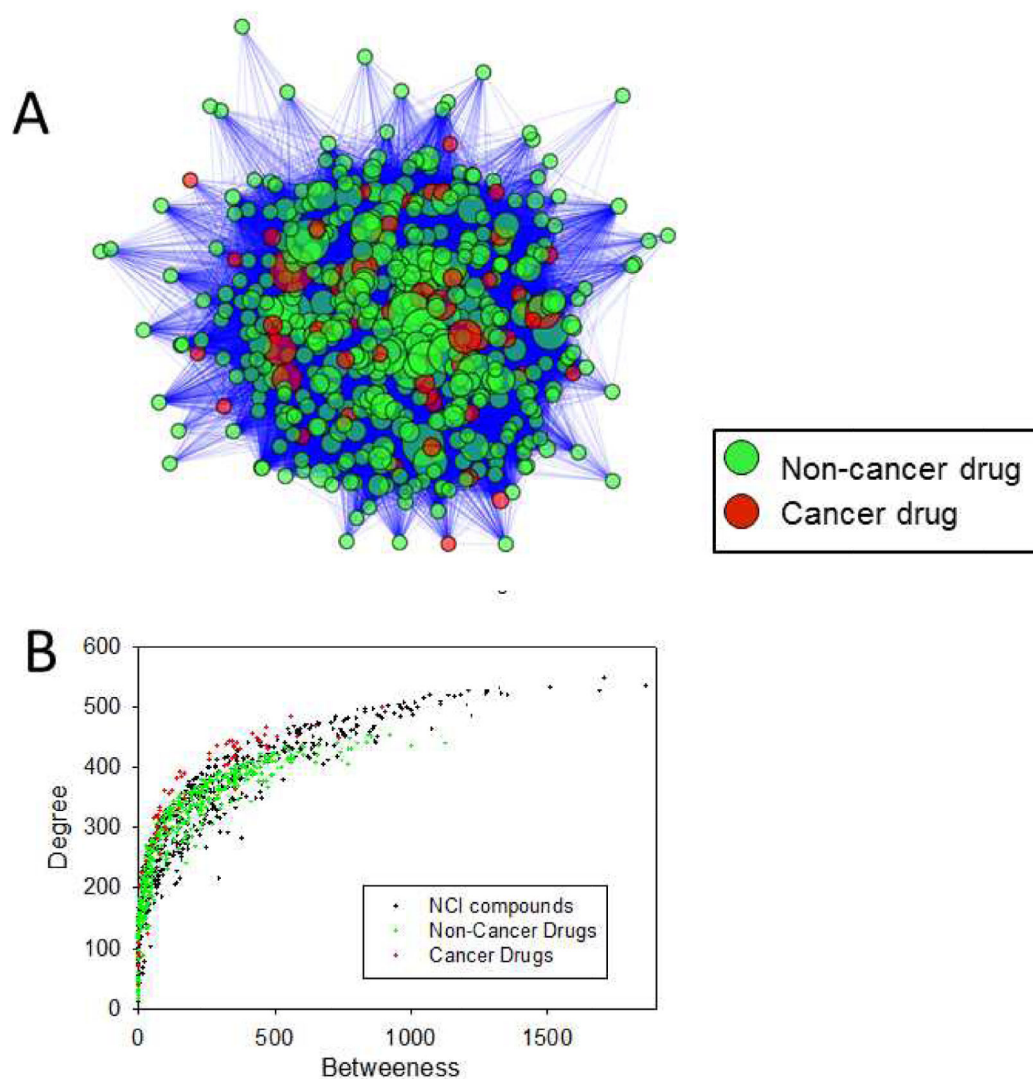 A
Non-cancer drug
Cancer drug
B
600
500
400
300
200
100
0
Degree
NCI compounds
Non-Cancer Drugs
Cancer Drugs
0
500
1000
1500
Betweeness